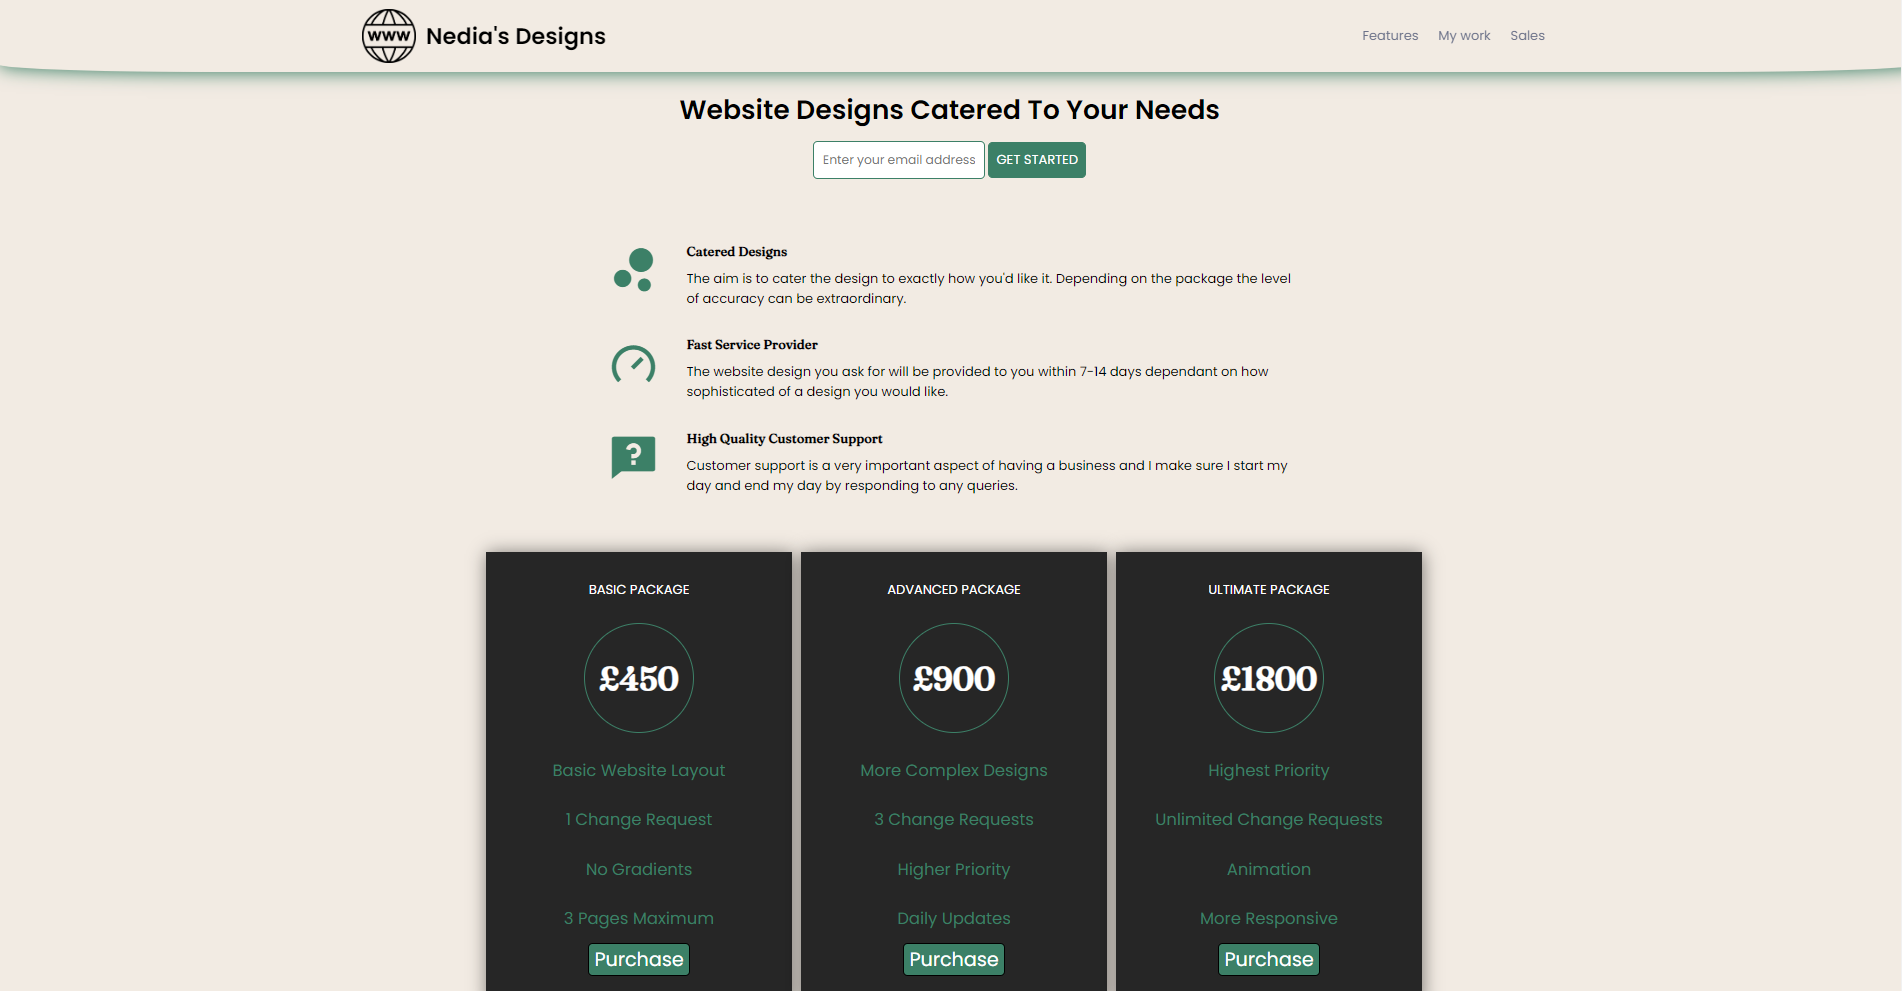 WWW Nedia's Designs
Features My work Sales
Website Designs Catered To Your Needs
Enter your email address GET STARTED
Catered Designs
The aim is to cater the design to exactly how you'd like it. Depending on the package the level
of accuracy can be extraordinary.
Fast Service Provider
The website design you ask for will be provided to you within 7-14 days dependant on how
sophisticated of a design you would like.
?
High Quality Customer Support
Customer support is a very important aspect of having a business and I make sure I start my
day and end my day by responding to any queries.
BASIC PACKAGE
£450
Basic Website Layout
1 Change Request
No Gradients
3 Pages Maximum
Purchase
ADVANCED PACKAGE
£900
More Complex Designs
3 Change Requests
Higher Priority
Daily Updates
Purchase
ULTIMATE PACKAGE
£1800
Highest Priority
Unlimited Change Requests
Animation
More Responsive
Purchase